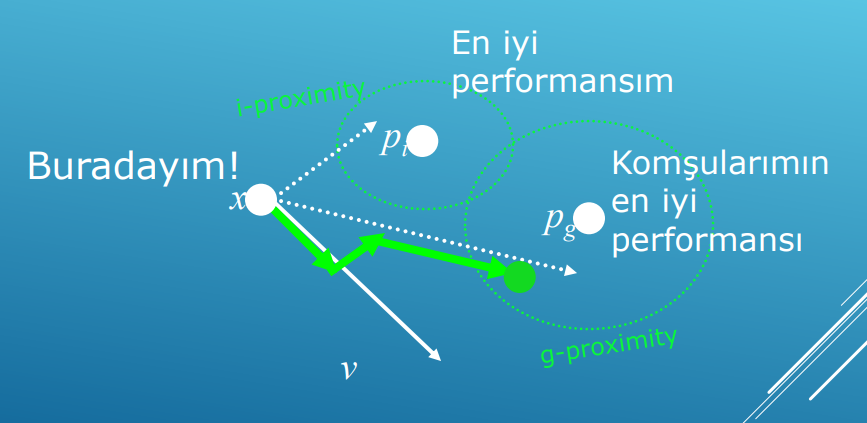 En iyi
performansım
i-proximity
p_i
Buradayım!
x
Komşularımın
en iyi
performansı
p_g
g-proximity
v